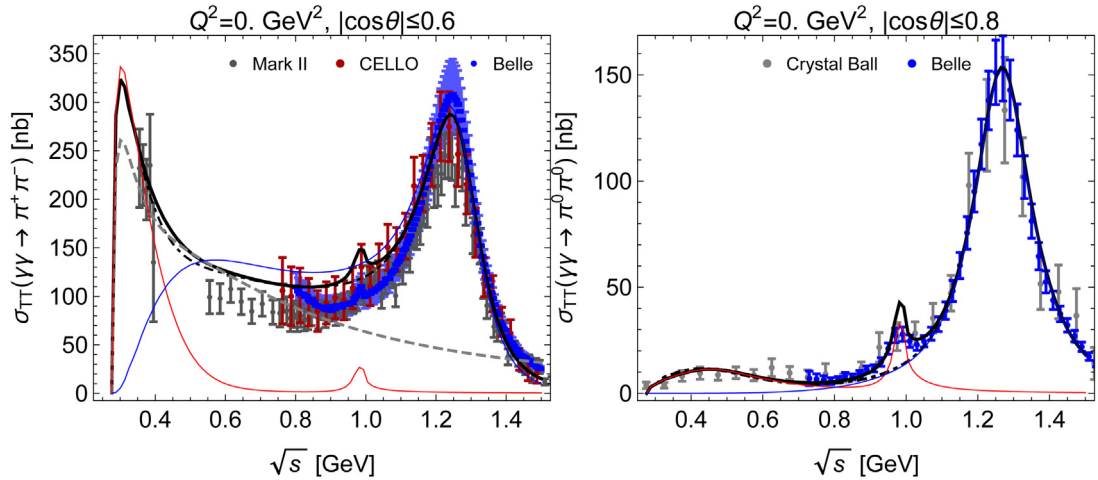 Q²=0. GeV², |cosθ|≤0.6
σTT(γγ → π⁺π⁻) [nb]
Mark II
CELLO
Belle
350
300
250
200
150
100
50
0
0.4 0.6 0.8 1.0 1.2 1.4
√s [GeV]
Q²=0. GeV², |cosθ|≤0.8
σTT(γγ → π⁰π⁰) [nb]
Crystal Ball
Belle
150
100
50
0
0.4 0.6 0.8 1.0 1.2 1.4
√s [GeV]